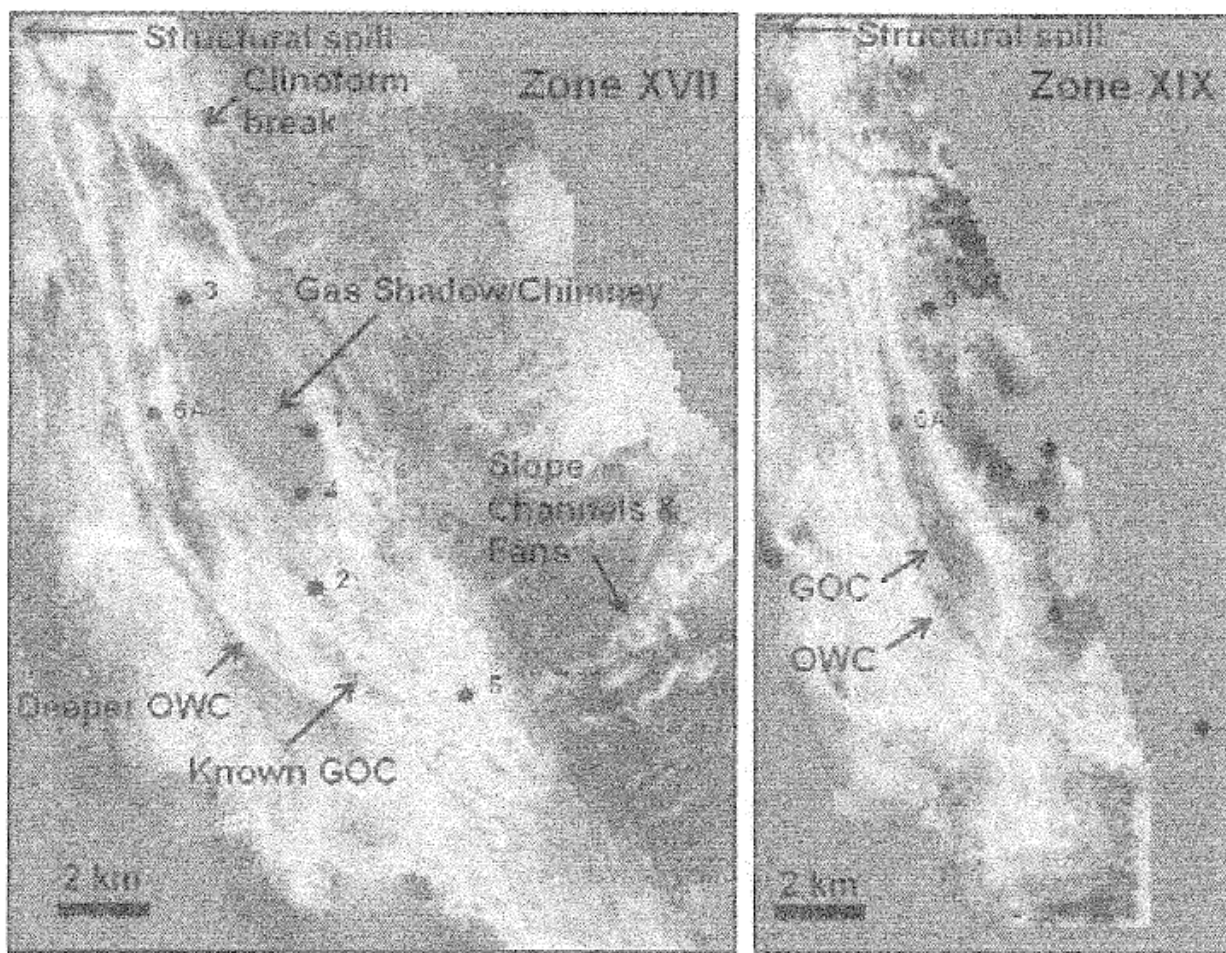 Structural spill
Clinoform
break
Zone XVII
3
Gas Shadow/Chimney
6A
1
4
Slope
Channels &
Fans
2
5
Deeper OWC
Known GOC
2 km
Structural spill
Zone XIX
3
6A
GOC
OWC
2 km